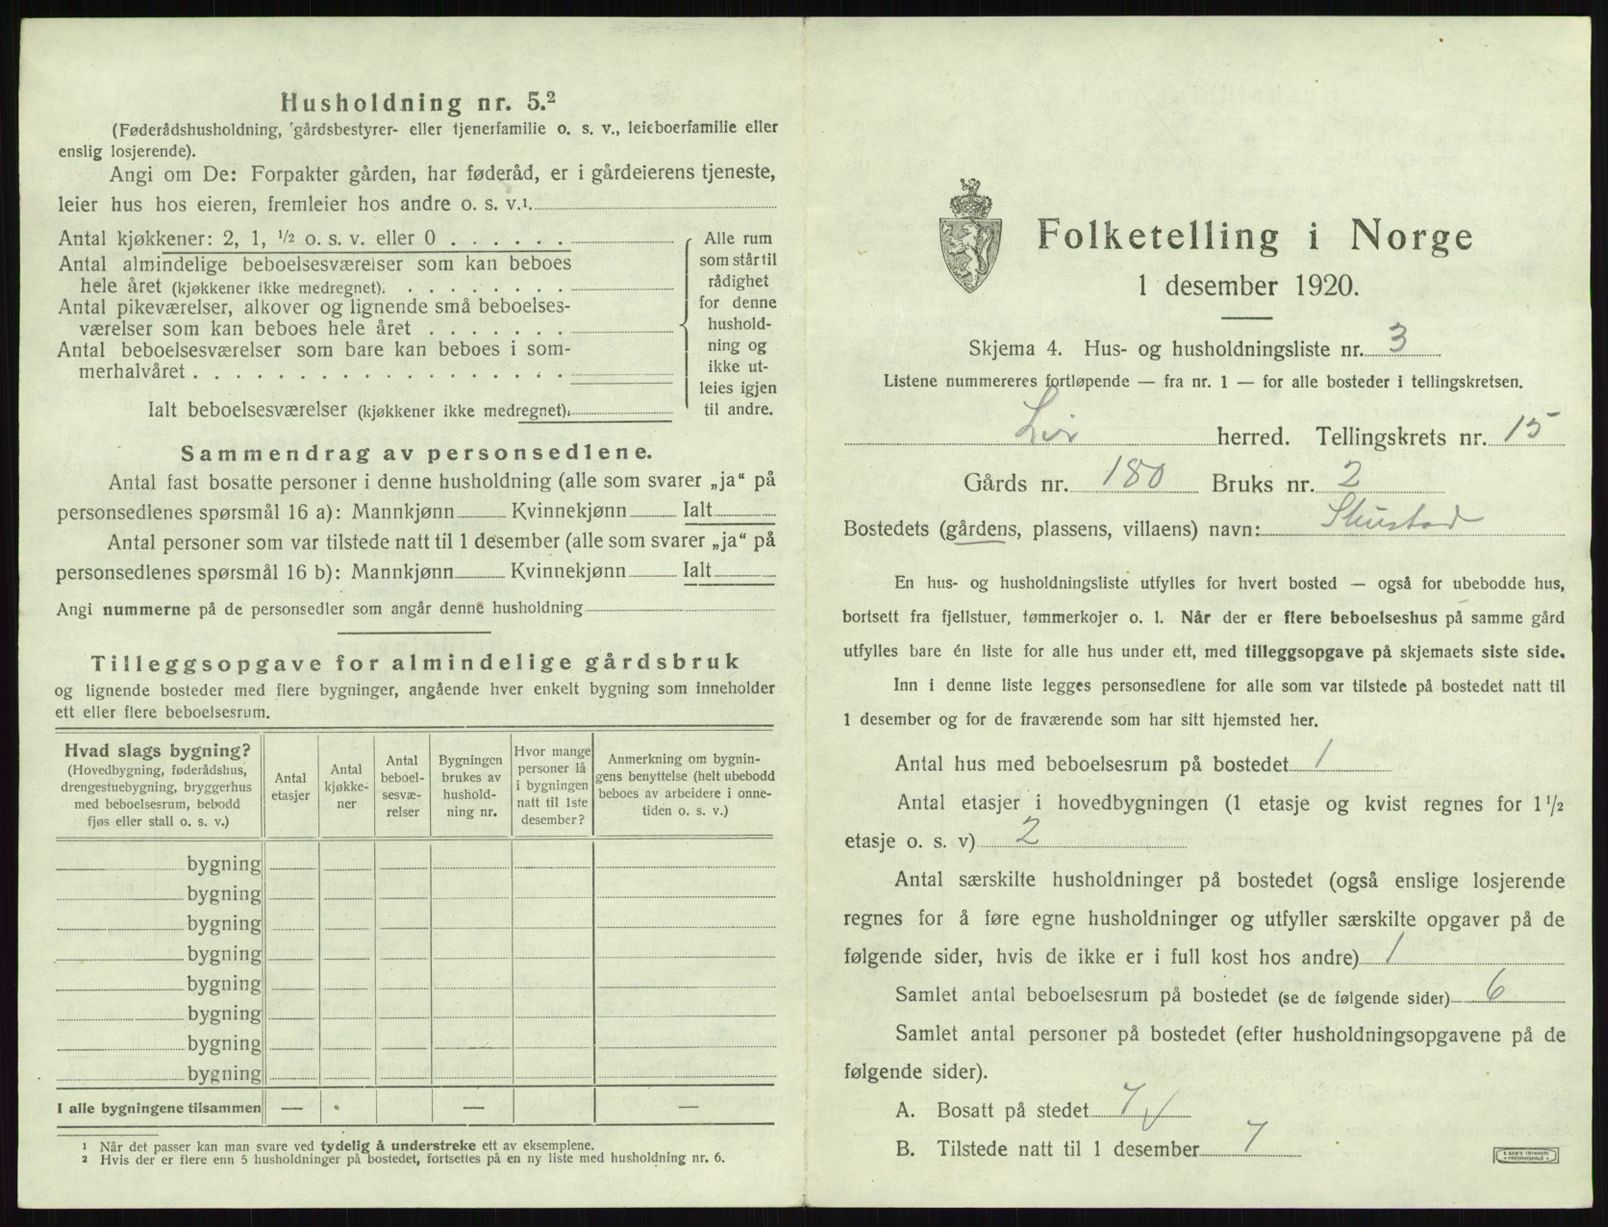 Husholdning nr. 5.²
(Føderådshusholdning, gårdsbestyrer- eller tjenerfamilie o. s. v., leieboerfamilie eller
enslig losjerende).
Angi om De: Forpakter gården, har føderåd, er i gårdeierens tjeneste,
leier hus hos eieren, fremleier hos andre o. s. v.¹
Antal kjøkkener: 2, 1, ½ o. s. v. eller 0
Antal almindelige beboelsesværelser som kan beboes
hele året (kjøkkener ikke medregnet)
Antal pikeværelser, alkover og lignende små beboelses-
værelser som kan beboes hele året
Antal beboelsesværelser som bare kan beboes i som-
merhalvåret
Ialt beboelsesværelser (kjøkkener ikke medregnet)
Alle rum
som står til
rådighet
for denne
hushold-
ning og
ikke ut-
leies igjen
til andre.
Sammendrag av personsedlene.
Antal fast bosatte personer i denne husholdning (alle som svarer „ja“ på
personsedlenes spørsmål 16 a): Mannkjønn Kvinnekjønn Ialt
Antal personer som var tilstede natt til 1 desember (alle som svarer „ja“ på
personsedlenes spørsmål 16 b): Mannkjønn Kvinnekjønn Ialt
Angi nummerne på de personsedler som angår denne husholdning
Tilleggsopgave for almindelige gårdsbruk
og lignende bosteder med flere bygninger, angående hver enkelt bygning som inneholder
ett eller flere beboelsesrum.
Hvad slags bygning?
(Hovedbygning, føderådshus,
drengestuebygning, bryggerhus
med beboelsesrum, bebodd
fjøs eller stall o. s. v.)
Antal
etasjer
Antal
kjøkke-
ner
Antal
beboel-
sesvæ-
relser
Bygningen
brukes av
hushold-
ning nr.
Hvor mange
personer lå
i bygningen
natt til 1ste
desember?
Anmerkning om bygnin-
gens benyttelse (helt ubebodd
beboes av arbeidere i onne-
tiden o. s. v.)
bygning
bygning
bygning
bygning
bygning
bygning
bygning
bygning
I alle bygningene tilsammen — — —
¹ Når det passer kan man svare ved tydelig å understreke ett av eksemplene.
² Hvis der er flere enn 5 husholdninger på bostedet, fortsettes på en ny liste med husholdning nr. 6.
Folketelling i Norge
1 desember 1920.
Skjema 4. Hus- og husholdningsliste nr. 3
Listene nummereres fortløpende — fra nr. 1 — for alle bosteder i tellingskretsen.
Lier herred. Tellingskrets nr. 15
Gårds nr. 180 Bruks nr. 2
Bostedets (gårdens, plassens, villaens) navn:
En hus- og husholdningsliste utfylles for hvert bosted — også for ubebodde hus,
bortsett fra fjellstuer, tømmerkojer o. l. Når der er flere beboelseshus på samme gård
utfylles bare én liste for alle hus under ett, med tilleggsopgave på skjemaets siste side.
Inn i denne liste legges personsedlene for alle som var tilstede på bostedet natt til
1 desember og for de fraværende som har sitt hjemsted her.
Antal hus med beboelsesrum på bostedet 1
Antal etasjer i hovedbygningen (1 etasje og kvist regnes for 1 ½
etasje o. s. v) 2
Antal særskilte husholdninger på bostedet (også enslige losjerende
regnes for å føre egne husholdninger og utfyller særskilte opgaver på de
følgende sider, hvis de ikke er i full kost hos andre) 1
Samlet antal beboelsesrum på bostedet (se de følgende sider) 6
Samlet antal personer på bostedet (efter husholdningsopgavene på de
følgende sider).
A. Bosatt på stedet 7
B. Tilstede natt til 1 desember 7